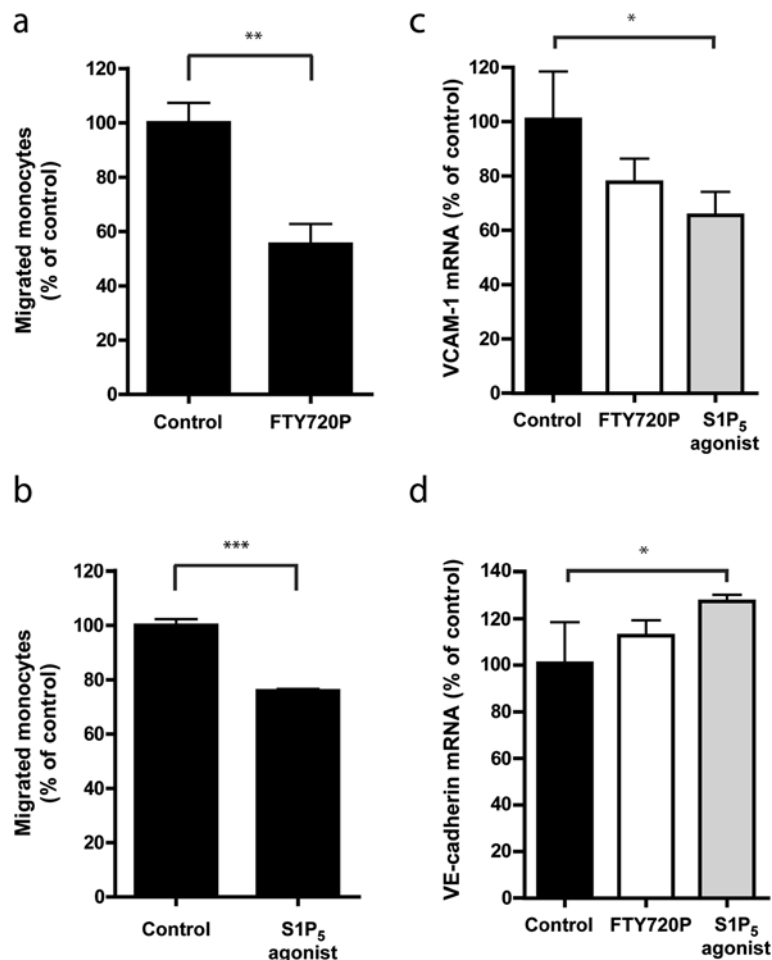 a
**
Migrated monocytes
(% of control)
120
100
80
60
40
20
0
Control
FTY720P
c
*
VCAM-1 mRNA (% of control)
120
100
80
60
40
20
0
Control
FTY720P
S1P5
agonist
b
***
Migrated monocytes
(% of control)
120
100
80
60
40
20
0
Control
S1P5
agonist
d
*
VE-cadherin mRNA (% of control)
140
120
100
80
60
40
20
0
Control
FTY720P
S1P5
agonist